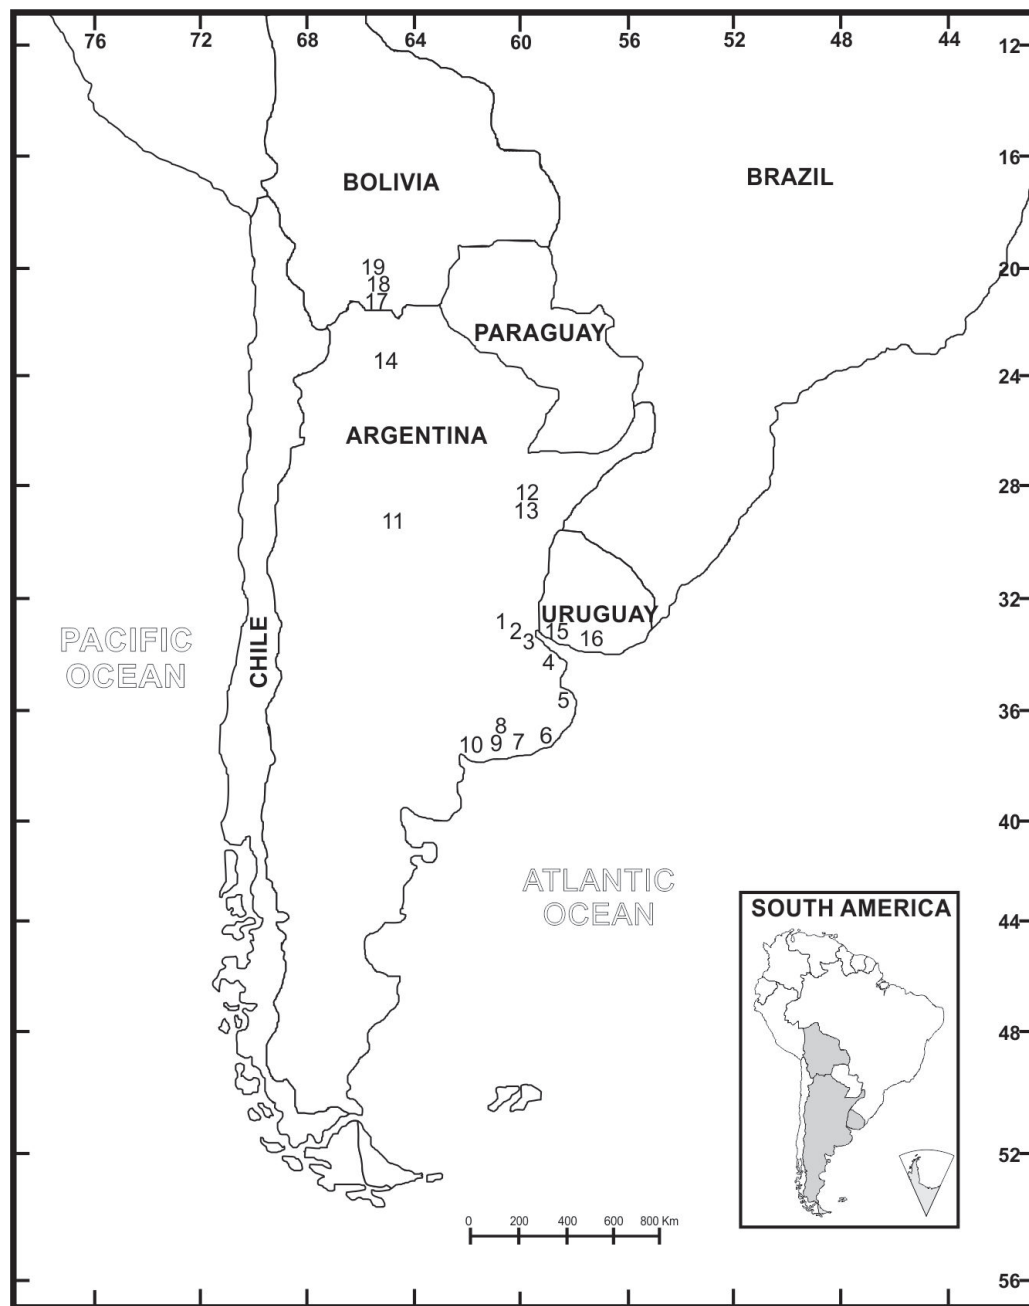 76 72 68 64 60 56 52 48 44
12
16
BOLIVIA
BRAZIL
20
19
18
17
PARAGUAY
14
24
ARGENTINA
28
12
13
11
32
URUGUAY
1
2
3
15
16
PACIFIC
OCEAN
CHILE
4
5
36
8
6
7
9
10
40
ATLANTIC
OCEAN
44
SOUTH AMERICA
48
52
0 200 400 600 800 Km
56